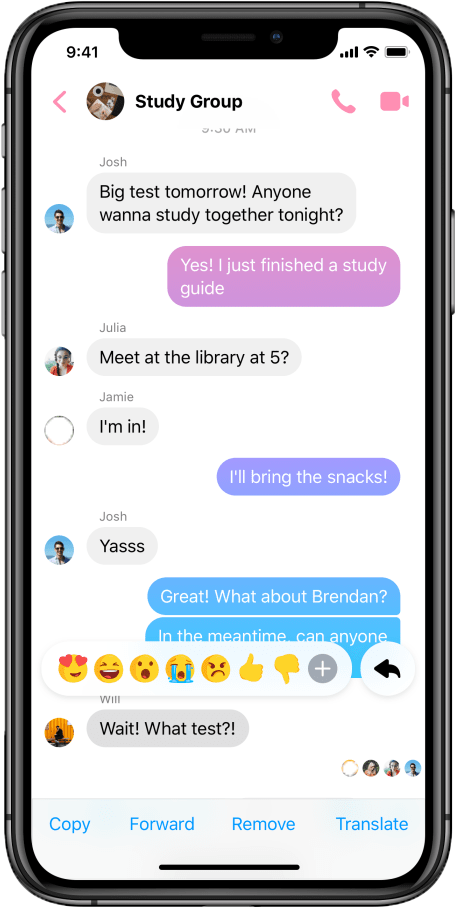 9:41
Study Group
9:30 AM
Josh
Big test tomorrow! Anyone
wanna study together tonight?
Yes! I just finished a study
guide
Julia
Meet at the library at 5?
Jamie
I'm in!
I'll bring the snacks!
Josh
Yasss
Great! What about Brendan?
In the meantime, can anyone
Will
Wait! What test?!
Copy
Forward
Remove
Translate